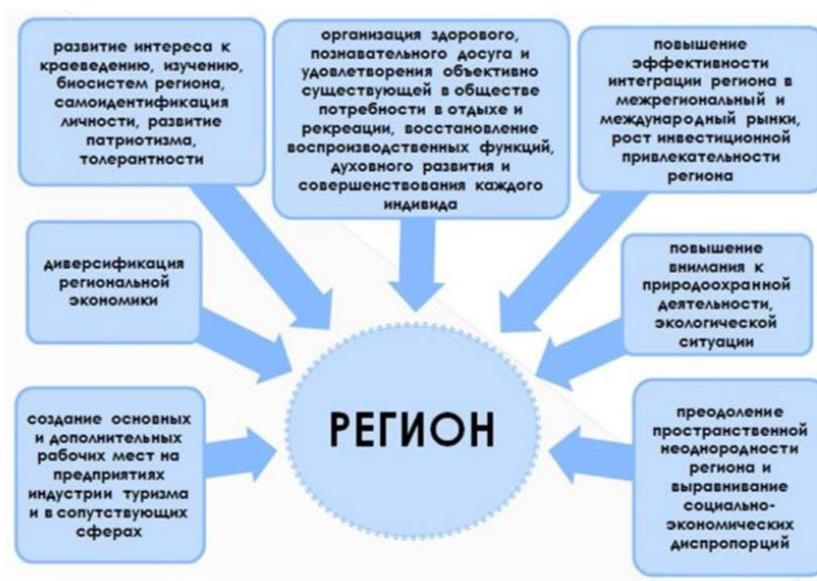 развитие интереса к
краеведению, изучению,
биосистем региона,
самоидентификация
личности, развитие
патриотизма,
толерантности
организация здорового,
познавательного досуга и
удовлетворения объективно
существующей в обществе
потребности в отдыхе и
рекреации, восстановление
воспроизводственных функций,
духовного развития и
совершенствования каждого
индивида
повышение
эффективности
интеграции региона в
межрегиональный и
международный рынки,
рост инвестиционной
привлекательности
региона
диверсификация
региональной
экономики
повышение
внимания к
природоохранной
деятельности,
экологической
ситуации
РЕГИОН
создание основных
и дополнительных
рабочих мест на
предприятиях
индустрии туризма
и в сопутствующих
сферах
преодоление
пространственной
неоднородности
региона и
выравнивание
социально-
экономических
диспропорций